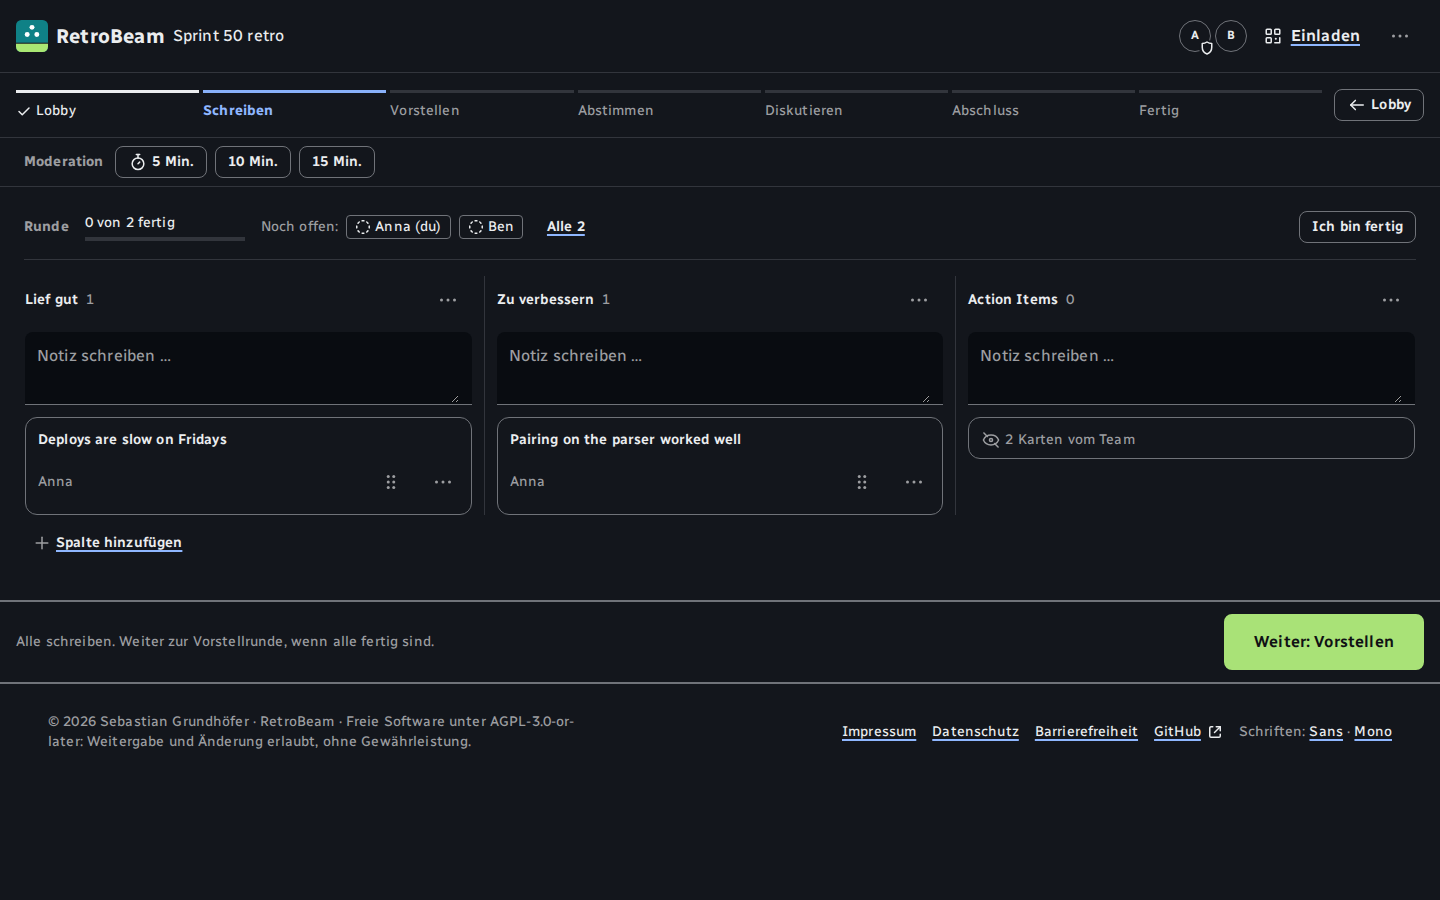 RetroBeam Sprint 50 retro
A B Einladen
Lobby Schreiben Vorstellen Abstimmen Diskutieren Abschluss Fertig Lobby
Moderation 5 Min. 10 Min. 15 Min.
Runde 0 von 2 fertig Noch offen: Anna (du) Ben Alle 2 Ich bin fertig
Lief gut 1
Notiz schreiben ...
Deploys are slow on Fridays
Anna
Zu verbessern 1
Notiz schreiben ...
Pairing on the parser worked well
Anna
Action Items 0
Notiz schreiben ...
2 Karten vom Team
Spalte hinzufügen
Alle schreiben. Weiter zur Vorstellrunde, wenn alle fertig sind. Weiter: Vorstellen
© 2026 Sebastian Grundhöfer · RetroBeam · Freie Software unter AGPL-3.0-or-
later: Weitergabe und Änderung erlaubt, ohne Gewährleistung.
Impressum Datenschutz Barrierefreiheit GitHub Schriften: Sans · Mono